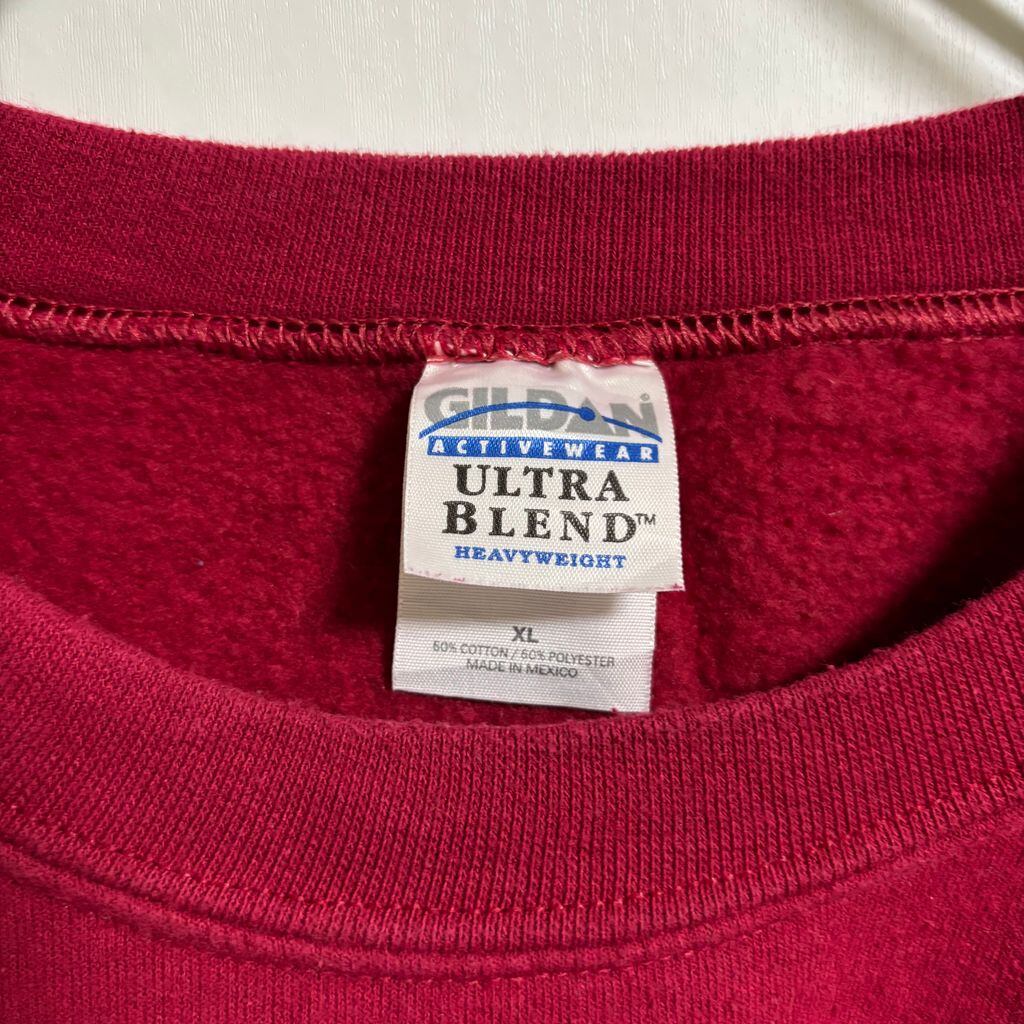 GILDAN®
ACTIVEWEAR
ULTRA
BLEND™
HEAVYWEIGHT
XL
50% COTTON / 50% POLYESTER
MADE IN MEXICO